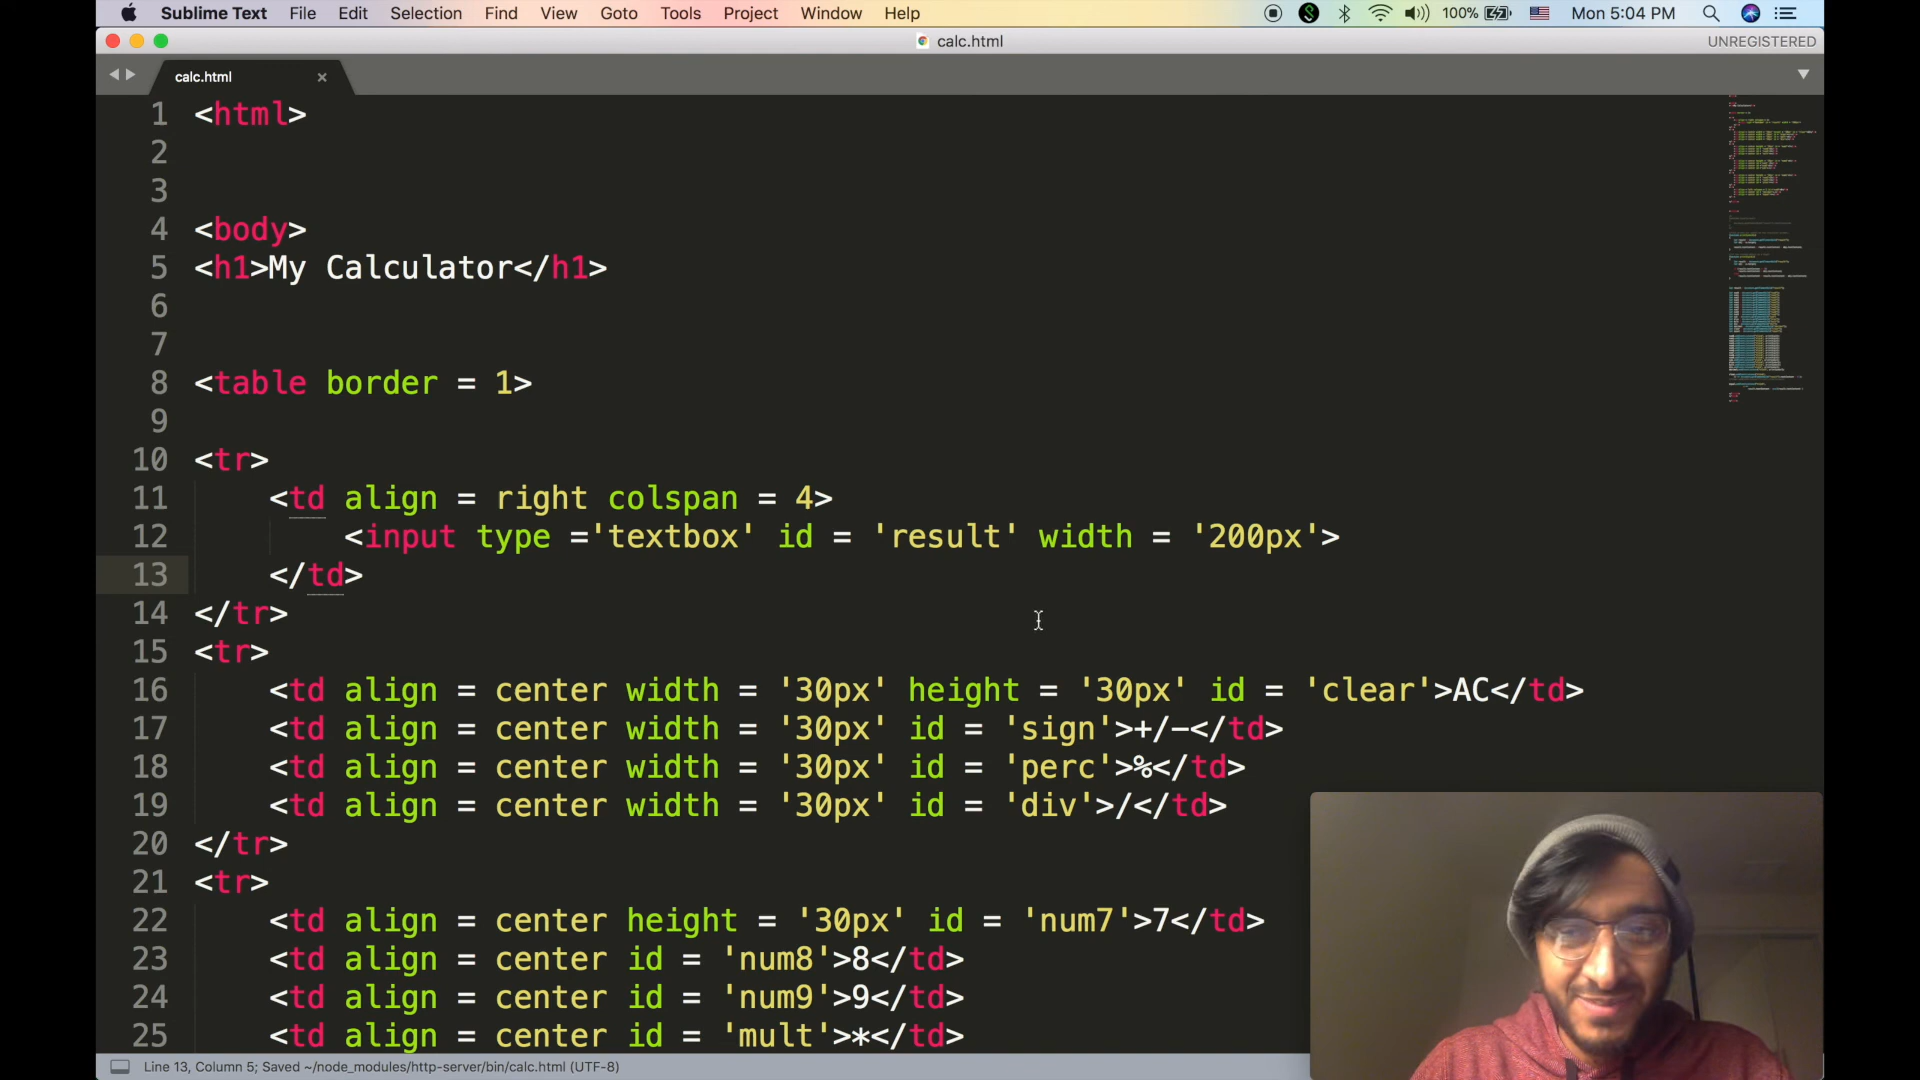 Sublime Text File Edit Selection Find View Goto Tools Project Window Help 100% Mon 5:04 PM
calc.html UNREGISTERED
calc.html ×
1 <html>
2
3
4 <body>
5 <h1>My Calculator</h1>
6
7
8 <table border = 1>
9
10 <tr>
11 <td align = right colspan = 4>
12 <input type ='textbox' id = 'result' width = '200px'>
13 </td>
14 </tr>
15 <tr>
16 <td align = center width = '30px' height = '30px' id = 'clear'>AC</td>
17 <td align = center width = '30px' id = 'sign'>+/-</td>
18 <td align = center width = '30px' id = 'perc'>%</td>
19 <td align = center width = '30px' id = 'div'>/</td>
20 </tr>
21 <tr>
22 <td align = center height = '30px' id = 'num7'>7</td>
23 <td align = center id = 'num8'>8</td>
24 <td align = center id = 'num9'>9</td>
25 <td align = center id = 'mult'>*</td>
Line 13, Column 5; Saved ~/node_modules/http-server/bin/calc.html (UTF-8)